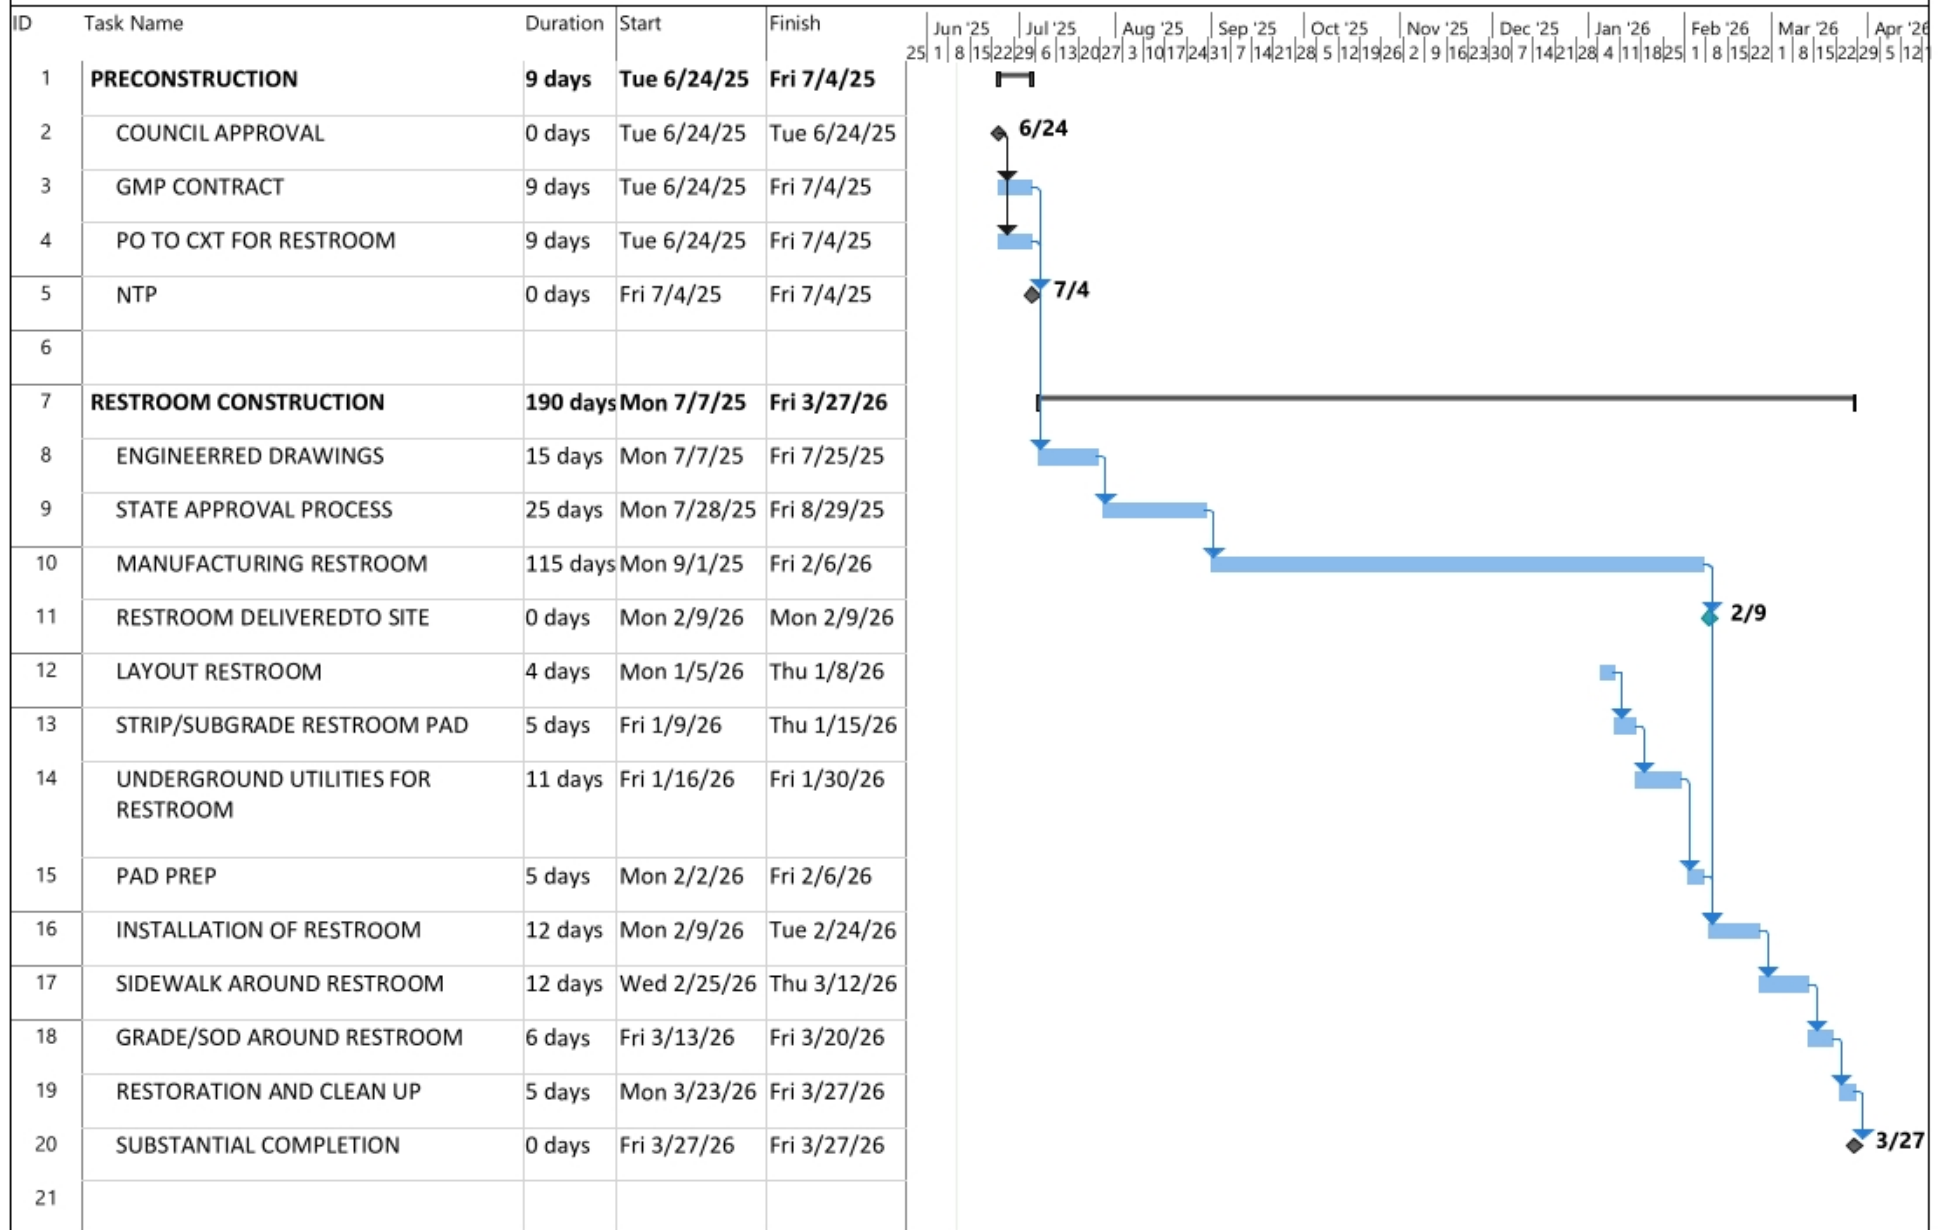 ID Task Name Duration Start Finish Jun '25 Jul '25 Aug '25 Sep '25 Oct '25 Nov '25 Dec '25 Jan '26 Feb '26 Mar '26 Apr '26
25 1 8 15 22 29 6 13 20 27 3 10 17 24 31 7 14 21 28 5 12 19 26 2 9 16 23 30 7 14 21 28 4 11 18 25 1 8 15 22 1 8 15 22 29 5 12
1 PRECONSTRUCTION 9 days Tue 6/24/25 Fri 7/4/25
2 COUNCIL APPROVAL 0 days Tue 6/24/25 Tue 6/24/25 6/24
3 GMP CONTRACT 9 days Tue 6/24/25 Fri 7/4/25
4 PO TO CXT FOR RESTROOM 9 days Tue 6/24/25 Fri 7/4/25
5 NTP 0 days Fri 7/4/25 Fri 7/4/25 7/4
6
7 RESTROOM CONSTRUCTION 190 days Mon 7/7/25 Fri 3/27/26
8 ENGINEERRED DRAWINGS 15 days Mon 7/7/25 Fri 7/25/25
9 STATE APPROVAL PROCESS 25 days Mon 7/28/25 Fri 8/29/25
10 MANUFACTURING RESTROOM 115 days Mon 9/1/25 Fri 2/6/26
11 RESTROOM DELIVEREDTO SITE 0 days Mon 2/9/26 Mon 2/9/26 2/9
12 LAYOUT RESTROOM 4 days Mon 1/5/26 Thu 1/8/26
13 STRIP/SUBGRADE RESTROOM PAD 5 days Fri 1/9/26 Thu 1/15/26
14 UNDERGROUND UTILITIES FOR 11 days Fri 1/16/26 Fri 1/30/26
RESTROOM
15 PAD PREP 5 days Mon 2/2/26 Fri 2/6/26
16 INSTALLATION OF RESTROOM 12 days Mon 2/9/26 Tue 2/24/26
17 SIDEWALK AROUND RESTROOM 12 days Wed 2/25/26 Thu 3/12/26
18 GRADE/SOD AROUND RESTROOM 6 days Fri 3/13/26 Fri 3/20/26
19 RESTORATION AND CLEAN UP 5 days Mon 3/23/26 Fri 3/27/26
20 SUBSTANTIAL COMPLETION 0 days Fri 3/27/26 Fri 3/27/26 3/27
21